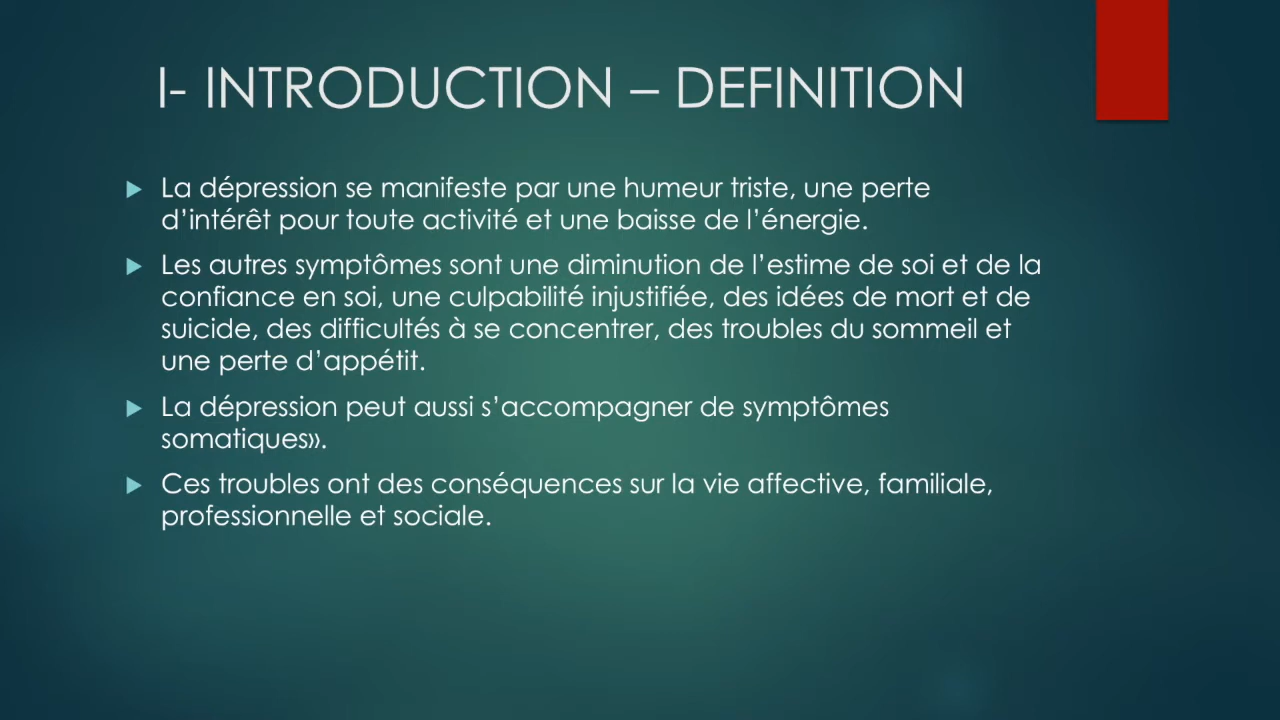 I- INTRODUCTION – DEFINITION
La dépression se manifeste par une humeur triste, une perte
d’intérêt pour toute activité et une baisse de l’énergie.
Les autres symptômes sont une diminution de l’estime de soi et de la
confiance en soi, une culpabilité injustifiée, des idées de mort et de
suicide, des difficultés à se concentrer, des troubles du sommeil et
une perte d’appétit.
La dépression peut aussi s’accompagner de symptômes
somatiques».
Ces troubles ont des conséquences sur la vie affective, familiale,
professionnelle et sociale.